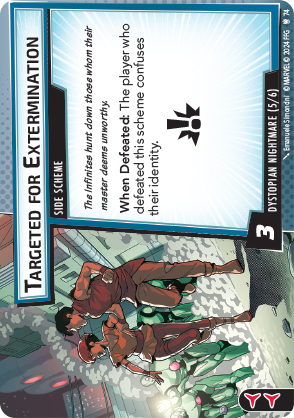 TARGETED FOR EXTERMINATION
SIDE SCHEME
The Infinites hunt down those whom their
master deems unworthy.
When Defeated: The player who
defeated this scheme confuses
their identity.
3
DYSTOPIAN NIGHTMARE (5/6)
Emanuele Simandri © MARVEL © 2024 FFG 74